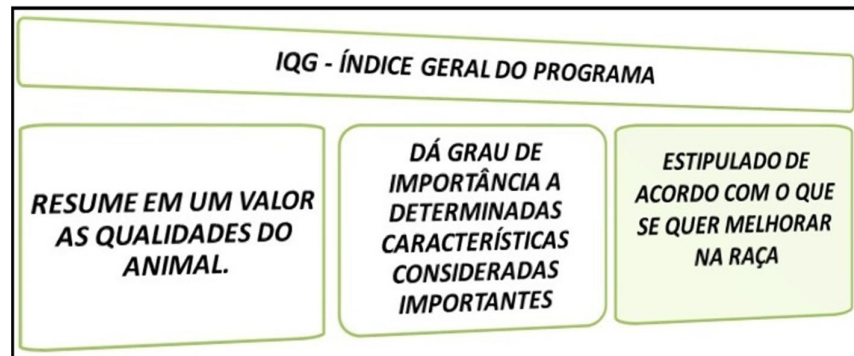 IQG - ÍNDICE GERAL DO PROGRAMA
RESUME EM UM VALOR
AS QUALIDADES DO
ANIMAL.
DÁ GRAU DE
IMPORTÂNCIA A
DETERMINADAS
CARACTERÍSTICAS
CONSIDERADAS
IMPORTANTES
ESTIPULADO DE
ACORDO COM O QUE
SE QUER MELHORAR
NA RAÇA